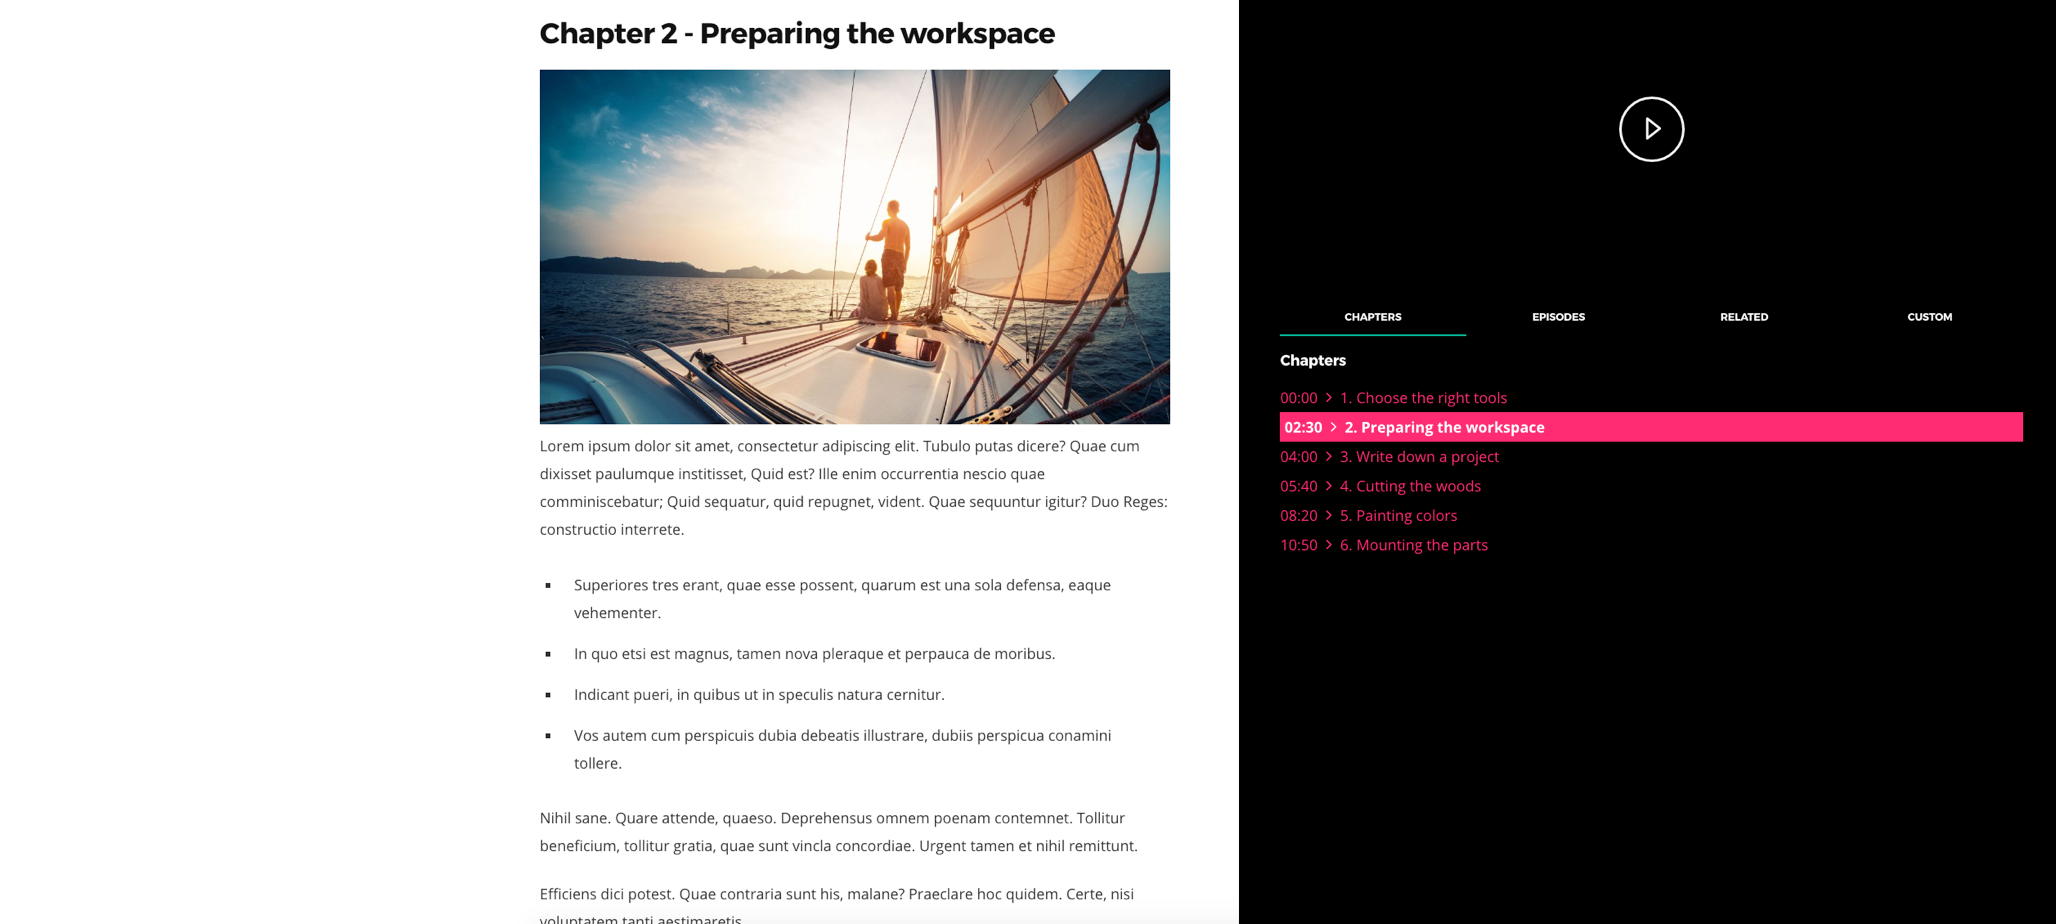 Chapter 2 - Preparing the workspace
Lorem ipsum dolor sit amet, consectetur adipiscing elit. Tubulo putas dicere? Quae cum
dixisset paulumque institisset, Quid est? Ille enim occurrentia nescio quae
comminiscebatur; Quid sequatur, quid repugnet, vident. Quae sequuntur igitur? Duo Reges:
constructio interrete.
▪ Superiores tres erant, quae esse possent, quarum est una sola defensa, eaque
vehementer.
▪ In quo etsi est magnus, tamen nova pleraque et perpauca de moribus.
▪ Indicant pueri, in quibus ut in speculis natura cernitur.
▪ Vos autem cum perspicuis dubia debeatis illustrare, dubiis perspicua conamini
tollere.
Nihil sane. Quare attende, quaeso. Deprehensus omnem poenam contemnet. Tollitur
beneficium, tollitur gratia, quae sunt vincla concordiae. Urgent tamen et nihil remittunt.
Efficiens dici potest. Quae contraria sunt his, malane? Praeclare hoc quidem. Certe, nisi
voluptatem tanti aestimaretis.
CHAPTERS EPISODES RELATED CUSTOM
Chapters
00:00 > 1. Choose the right tools
02:30 > 2. Preparing the workspace
04:00 > 3. Write down a project
05:40 > 4. Cutting the woods
08:20 > 5. Painting colors
10:50 > 6. Mounting the parts